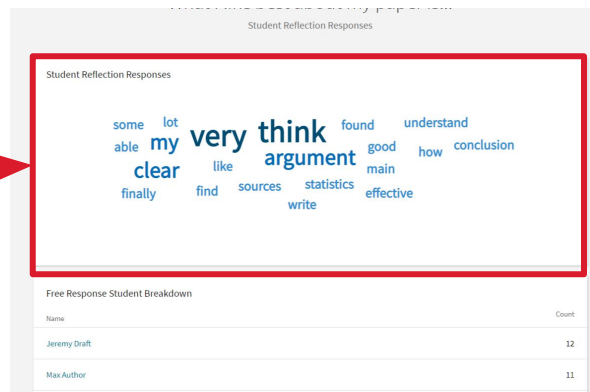 Student Reflection Responses
Student Reflection Responses
some lot found understand
able my very think good how conclusion
clear like argument main
finally find sources statistics effective
write
Free Response Student Breakdown
Name Count
Jeremy Draft 12
Max Author 11